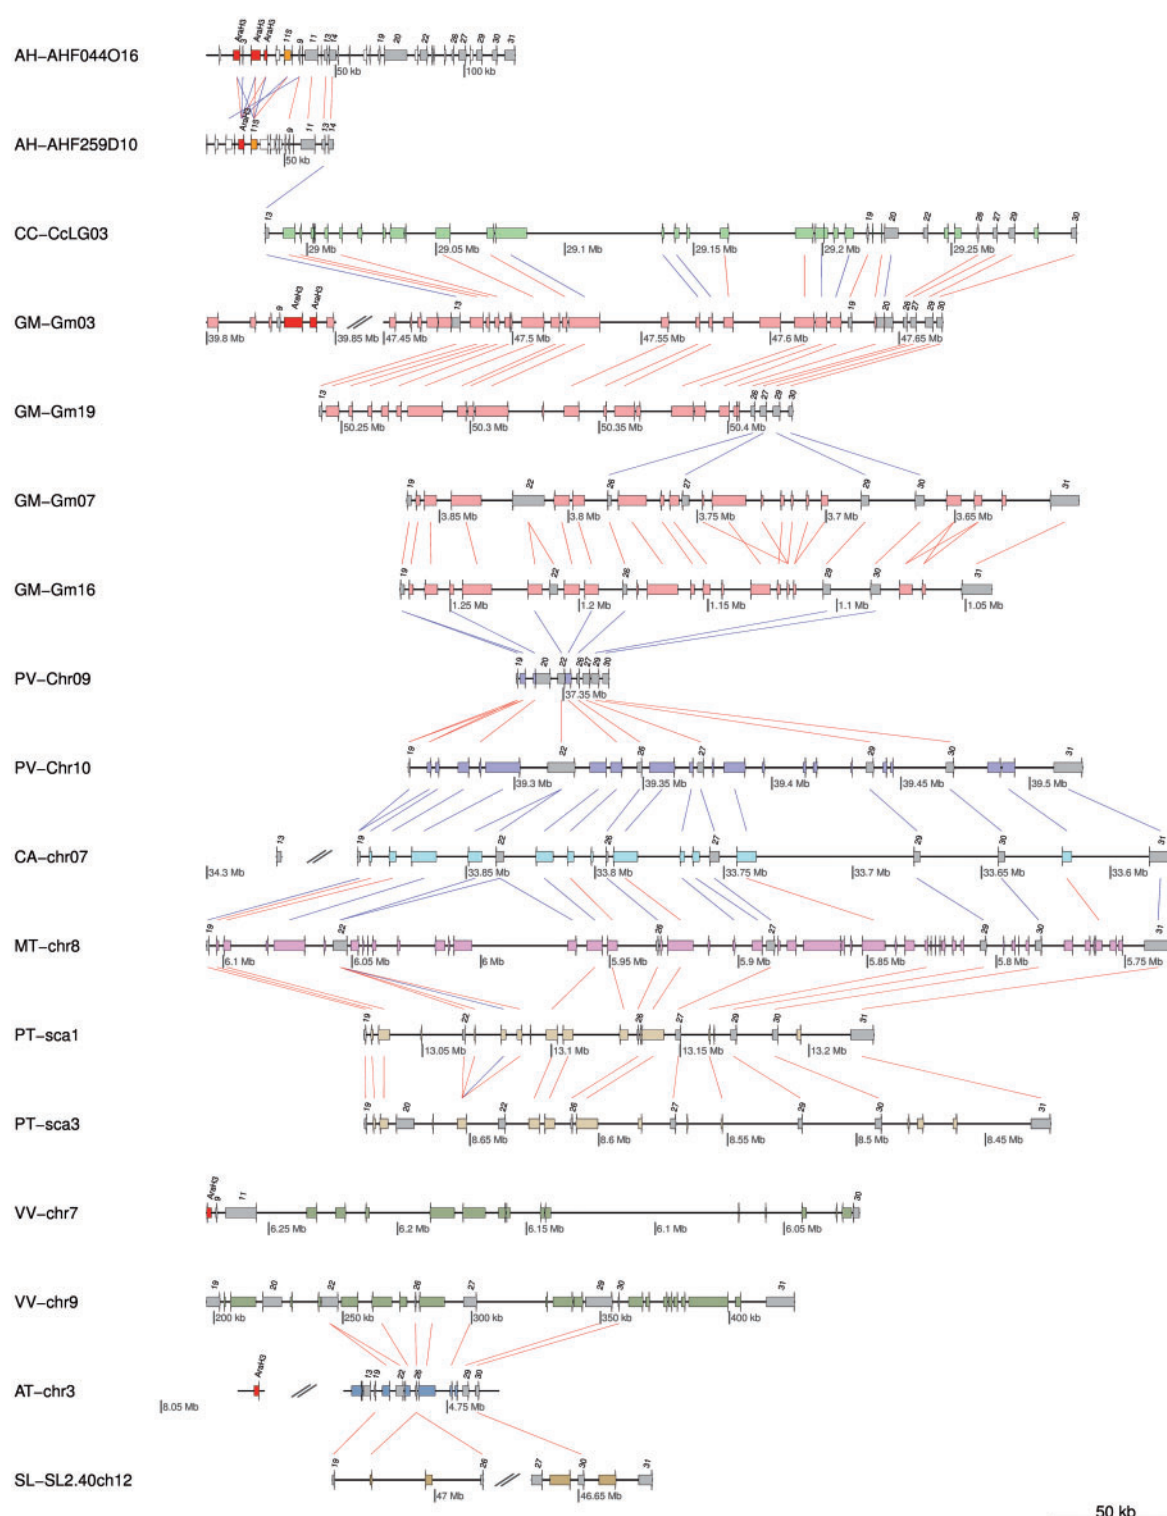 AraH3 3 AraH3 AraH3 11S 9 11 13 14 19 20 22 26 27 29 30 31
AH-AHF044O16
50 kb 100 kb
AraH3 11S 9 11 13 14
AH-AHF259D10
50 kb
13 19 20 22 26 27 29 30
CC-CcLG03
29 Mb 29.05 Mb 29.1 Mb 29.15 Mb 29.2 Mb 29.25 Mb
9 AraH3 AraH3 13 19 20 26 27 29 30
GM-Gm03
39.8 Mb 39.85 Mb 47.45 Mb 47.5 Mb 47.55 Mb 47.6 Mb 47.65 Mb
13 26 27 29 30
GM-Gm19
50.25 Mb 50.3 Mb 50.35 Mb 50.4 Mb
19 22 26 27 29 30 31
GM-Gm07
3.85 Mb 3.8 Mb 3.75 Mb 3.7 Mb 3.65 Mb
19 22 26 29 30 31
GM-Gm16
1.25 Mb 1.2 Mb 1.15 Mb 1.1 Mb 1.05 Mb
19 20 22 26 27 29 30
PV-Chr09
37.35 Mb
19 22 26 27 29 30 31
PV-Chr10
39.3 Mb 39.35 Mb 39.4 Mb 39.45 Mb 39.5 Mb
13 19 22 26 27 29 30 31
CA-chr07
34.3 Mb 33.85 Mb 33.8 Mb 33.75 Mb 33.7 Mb 33.65 Mb 33.6 Mb
19 22 26 27 29 30 31
MT-chr8
6.1 Mb 6.05 Mb 6 Mb 5.95 Mb 5.9 Mb 5.85 Mb 5.8 Mb 5.75 Mb
19 22 26 27 29 30 31
PT-sca1
13.05 Mb 13.1 Mb 13.15 Mb 13.2 Mb
19 20 22 26 27 29 30 31
PT-sca3
8.65 Mb 8.6 Mb 8.55 Mb 8.5 Mb 8.45 Mb
AraH3 9 11 30
VV-chr7
6.25 Mb 6.2 Mb 6.15 Mb 6.1 Mb 6.05 Mb
19 20 22 26 27 29 30 31
VV-chr9
200 kb 250 kb 300 kb 350 kb 400 kb
AraH3 13 19 22 26 29 30
AT-chr3
8.05 Mb 4.75 Mb
19 26 27 30 31
SL-SL2.40ch12
47 Mb 46.65 Mb
50 kb